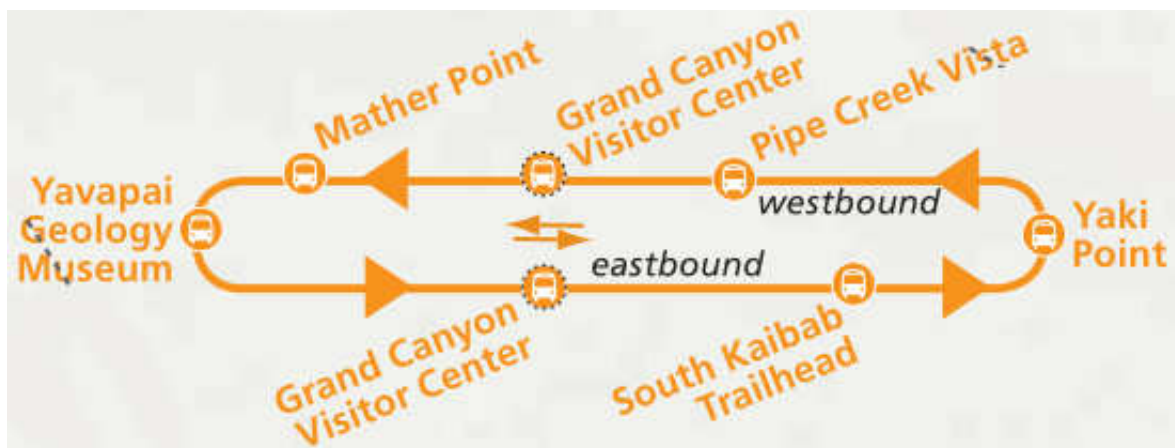 Mather Point
Grand Canyon
Visitor Center
Pipe Creek Vista
Yavapai
Geology
Museum
westbound
Yaki
Point
eastbound
Grand Canyon
Visitor Center
South Kaibab
Trailhead